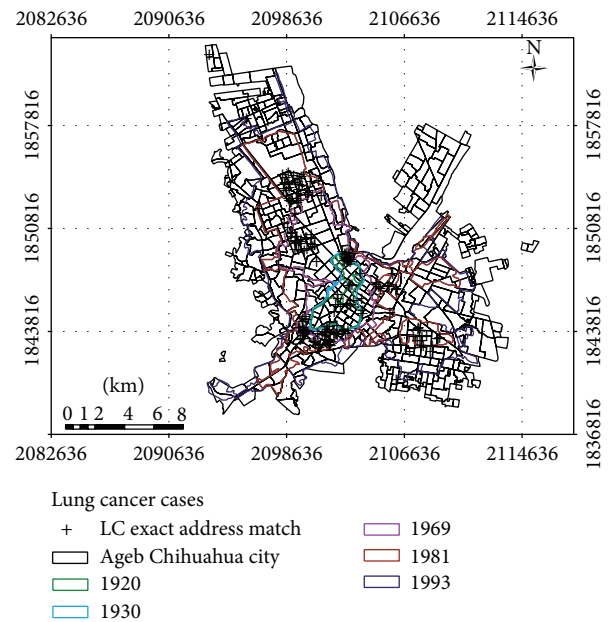 2082636 2090636 2098636 2106636 2114636
N
1857816 1857816
1850816 1850816
1843816 1843816
1836816
(km)
0 1 2 4 6 8
2082636 2090636 2098636 2106636 2114636
Lung cancer cases
+ LC exact address match
Ageb Chihuahua city
1920
1930
1969
1981
1993